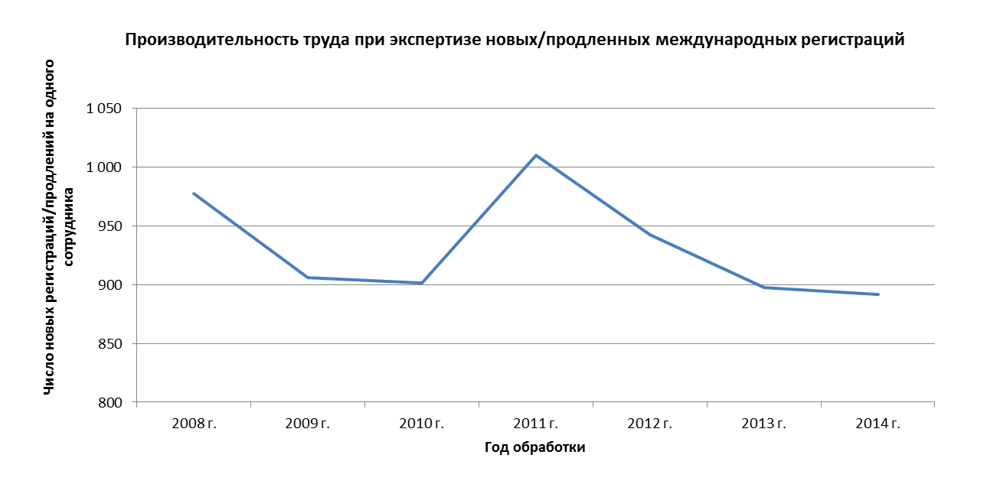 Производительность труда при экспертизе новых/продленных международных регистраций
Число новых регистраций/продлений на одного
сотрудника
1 050
1 000
950
900
850
800
2008 г.
2009 г.
2010 г.
2011 г.
2012 г.
2013 г.
2014 г.
Год обработки